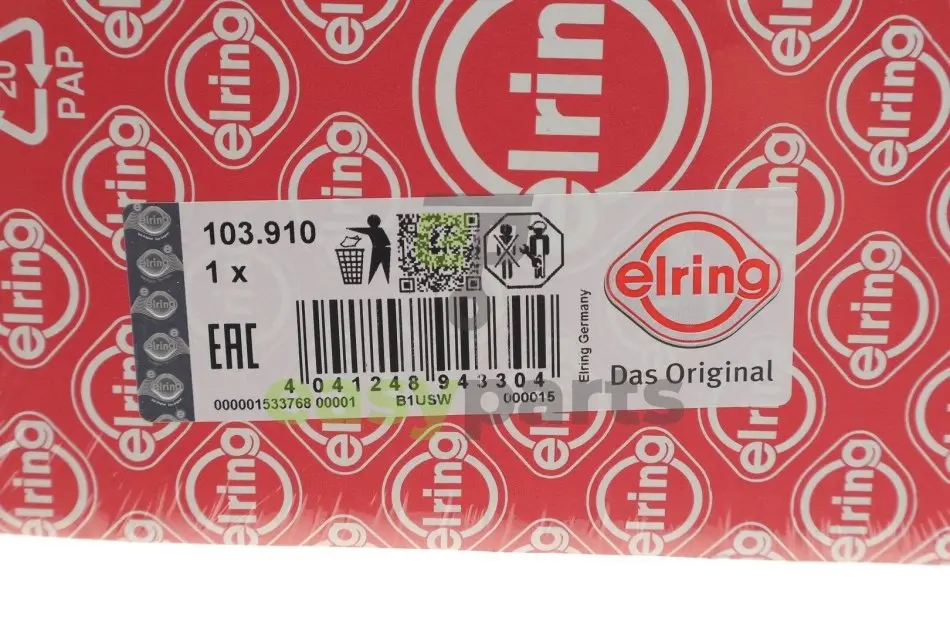 20
PAP
elring
103.910
1 x
EAC
4 041248 943304
000001533768 00001 B1USW 000015
Elring Germany
elring
Das Original
easyparts